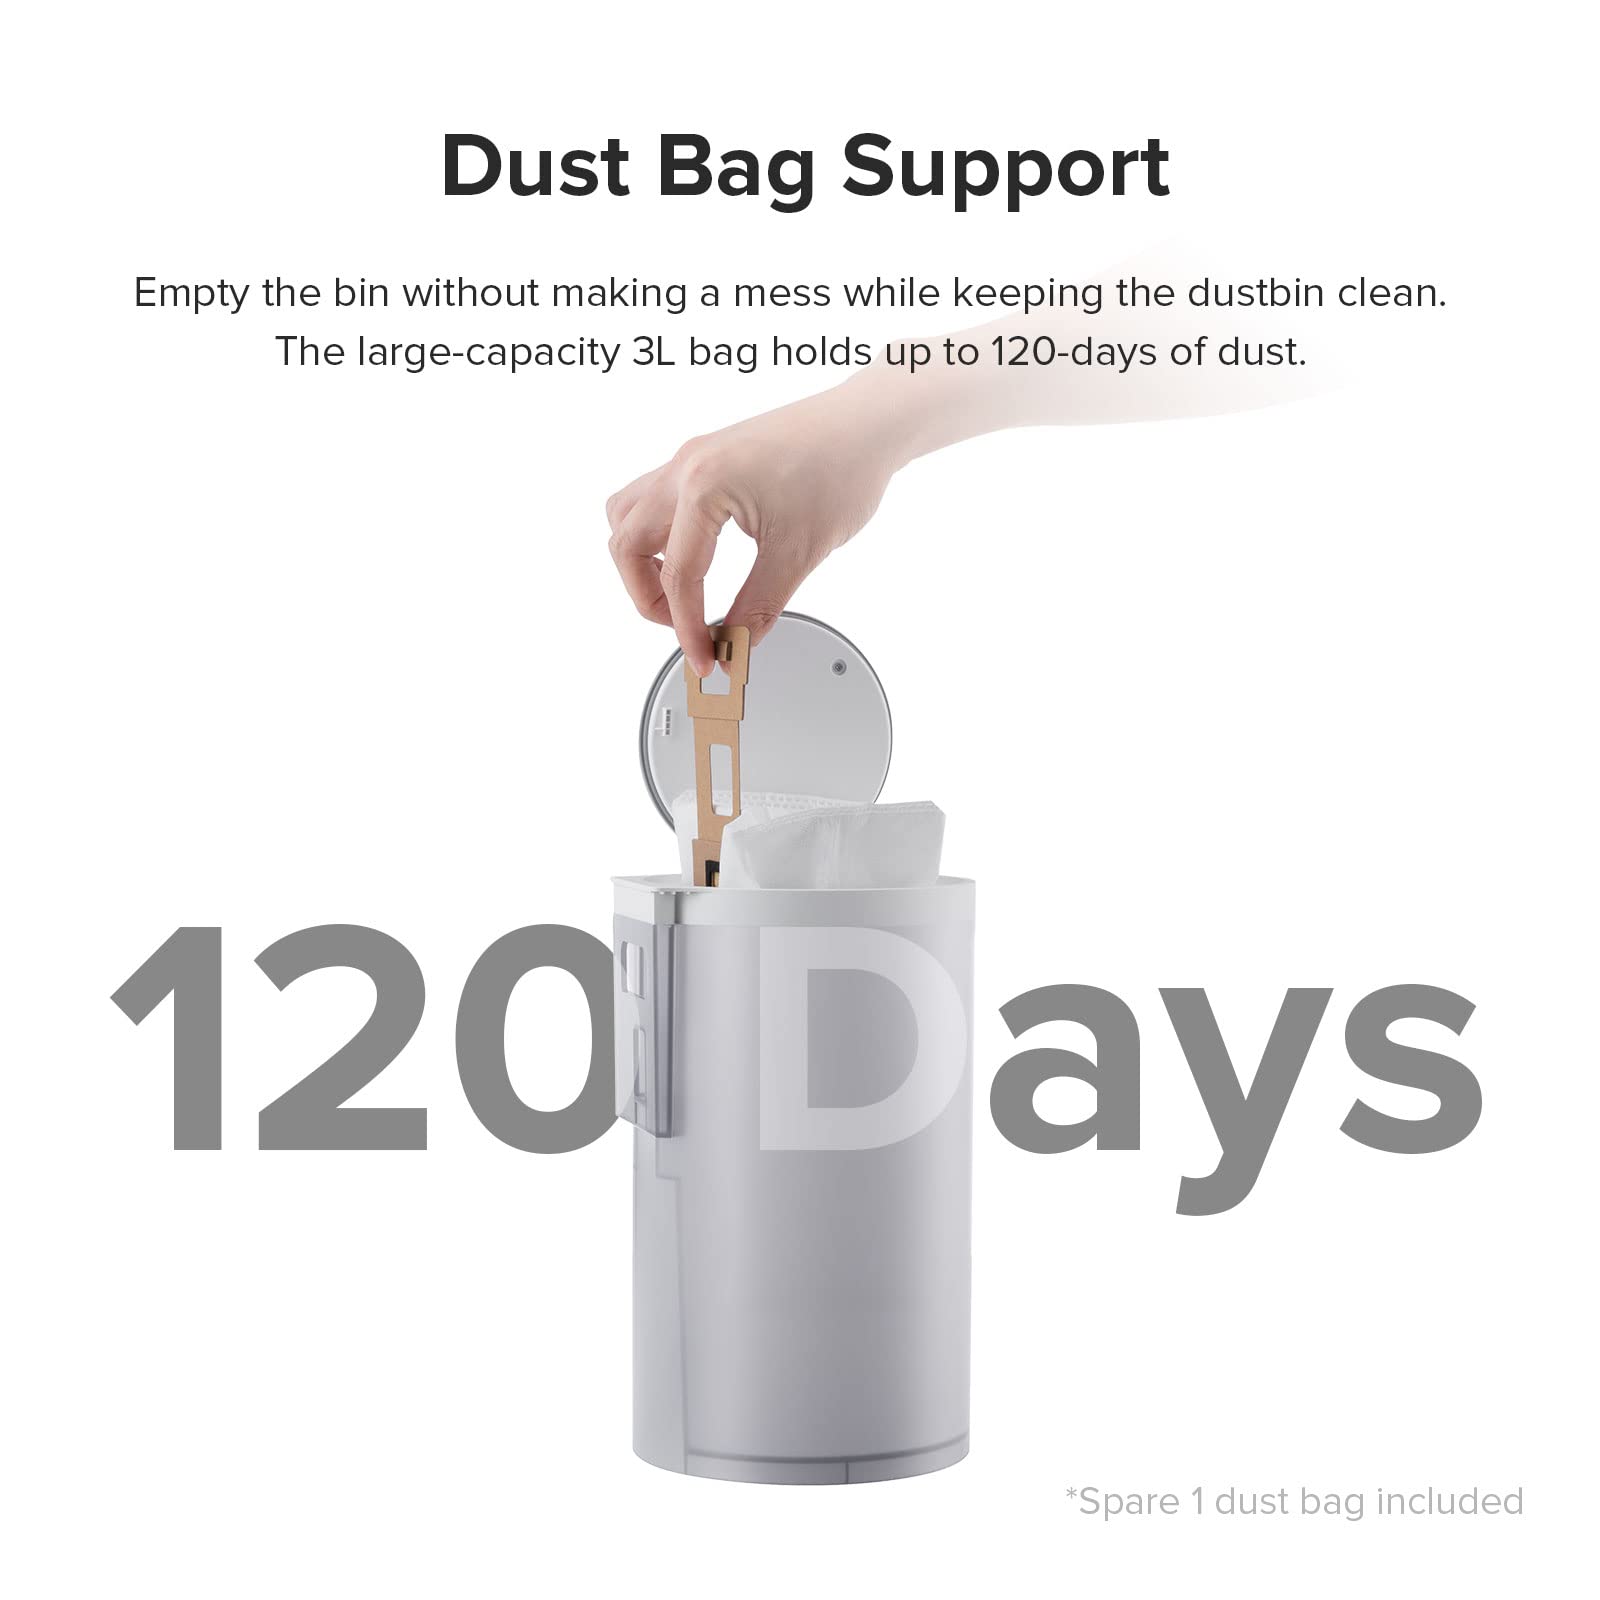 Dust Bag Support
Empty the bin without making a mess while keeping the dustbin clean.
The large-capacity 3L bag holds up to 120-days of dust.
120 Days
*Spare 1 dust bag included